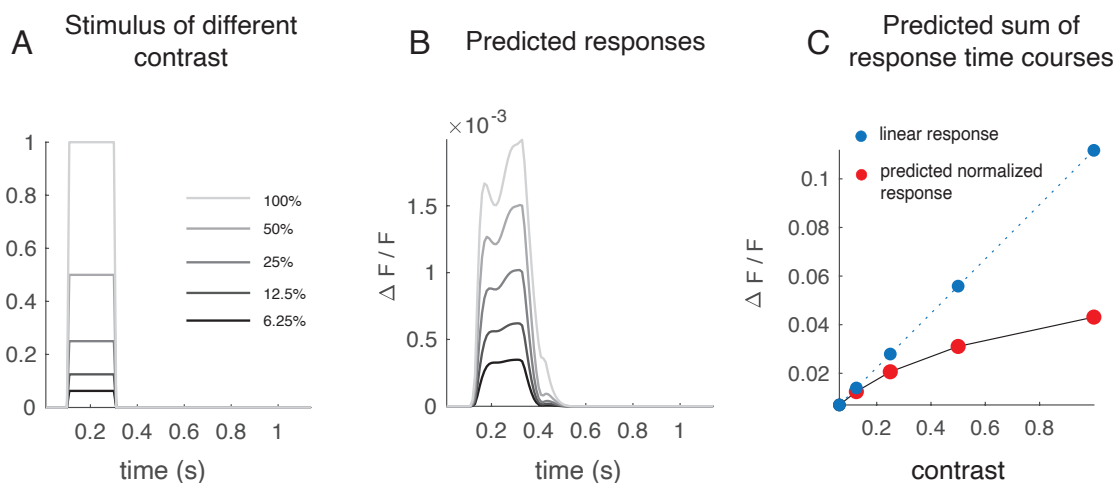 A
Stimulus of different
contrast
1
0.8
0.6
0.4
0.2
0
0.2
0.4
0.6
0.8
1
time (s)
100%
50%
25%
12.5%
6.25%
B
Predicted responses
×10⁻³
1.5
1
0.5
0
Δ F / F
0.2
0.4
0.6
0.8
1
time (s)
C
Predicted sum of
response time courses
linear response
predicted normalized
response
0.1
0.08
0.06
0.04
0.02
Δ F / F
0.2
0.4
0.6
0.8
contrast